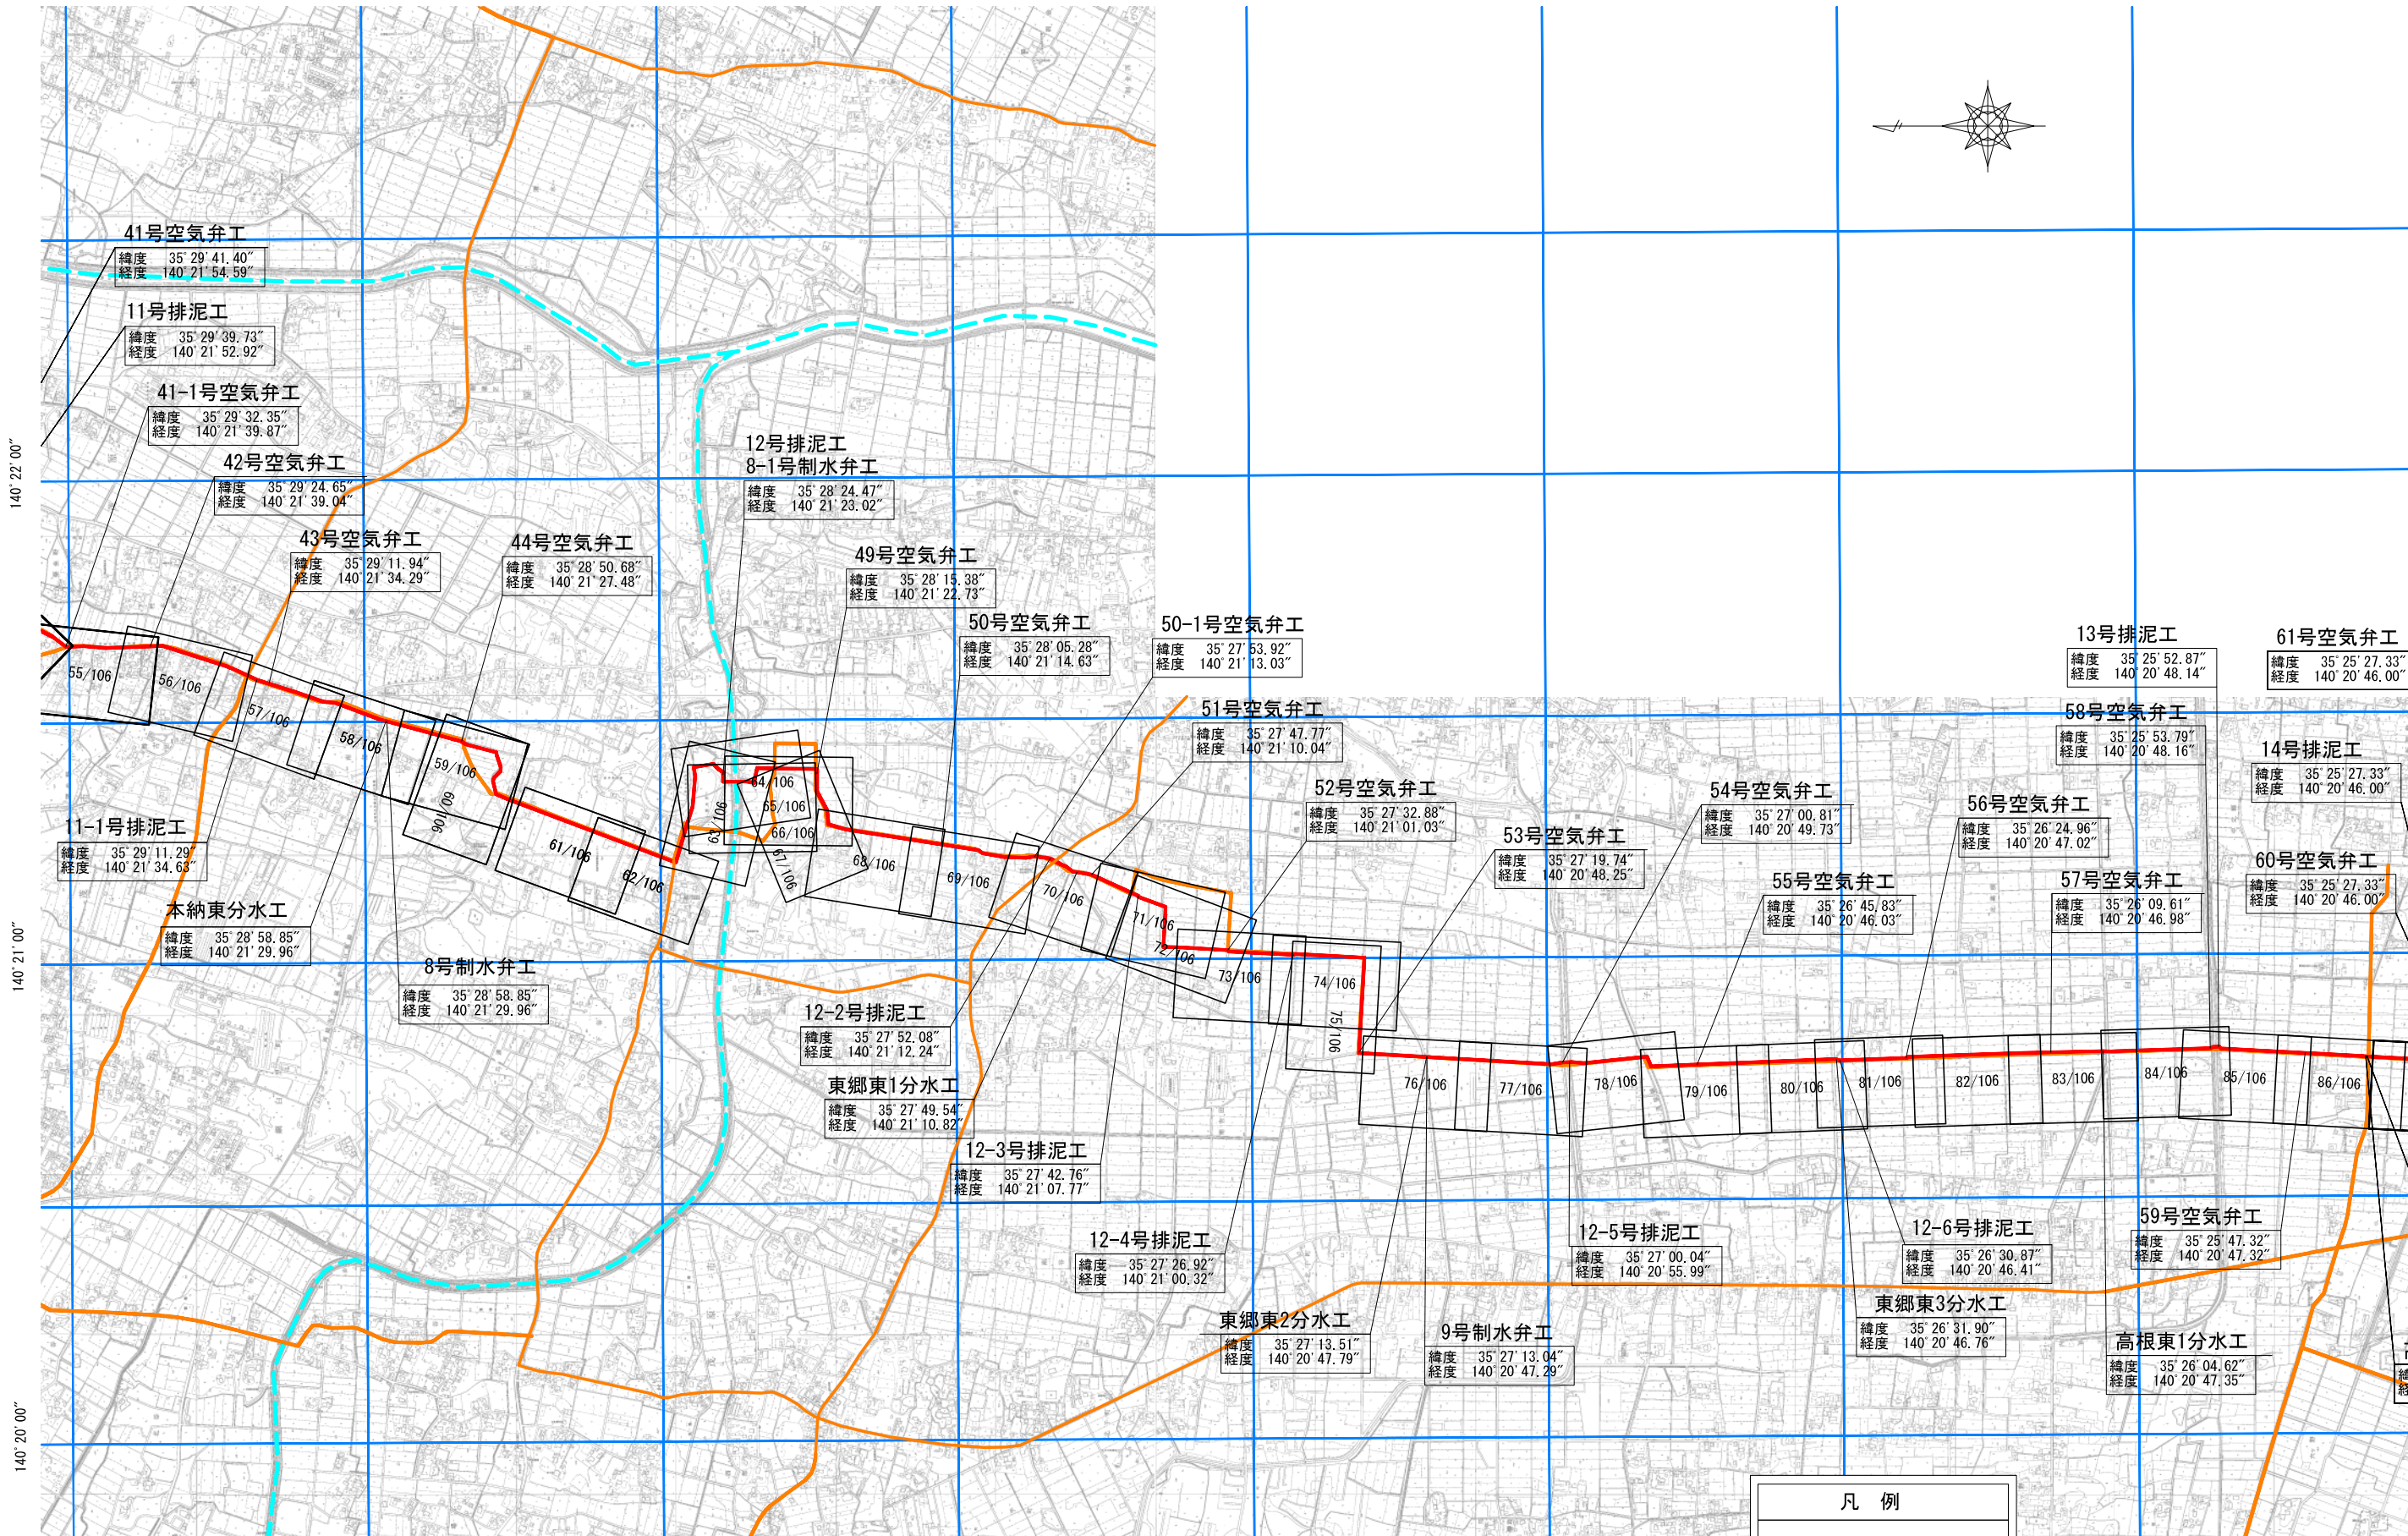 41号空気弁工
緯度 35°29'41.40"
経度 140°21'54.59"
11号排泥工
緯度 35°29'39.73"
経度 140°21'52.92"
41-1号空気弁工
緯度 35°29'32.35"
経度 140°21'39.87"
42号空気弁工
緯度 35°29'24.65"
経度 140°21'39.04"
43号空気弁工
緯度 35°29'11.94"
経度 140°21'34.29"
44号空気弁工
緯度 35°28'50.68"
経度 140°21'27.48"
12号排泥工
8-1号制水弁工
緯度 35°28'24.47"
経度 140°21'23.02"
49号空気弁工
緯度 35°28'15.38"
経度 140°21'22.73"
50号空気弁工
緯度 35°28'05.28"
経度 140°21'14.63"
50-1号空気弁工
緯度 35°27'53.92"
経度 140°21'13.03"
51号空気弁工
緯度 35°27'47.77"
経度 140°21'10.04"
52号空気弁工
緯度 35°27'32.88"
経度 140°21'01.03"
53号空気弁工
緯度 35°27'19.74"
経度 140°20'48.25"
54号空気弁工
緯度 35°27'00.81"
経度 140°20'49.73"
55号空気弁工
緯度 35°26'45.83"
経度 140°20'46.03"
56号空気弁工
緯度 35°26'24.96"
経度 140°20'47.02"
57号空気弁工
緯度 35°26'09.61"
経度 140°20'46.98"
13号排泥工
緯度 35°25'52.87"
経度 140°20'48.14"
58号空気弁工
緯度 35°25'53.79"
経度 140°20'48.16"
61号空気弁工
緯度 35°25'27.33"
経度 140°20'46.00"
14号排泥工
緯度 35°25'27.33"
経度 140°20'46.00"
60号空気弁工
緯度 35°25'27.33"
経度 140°20'46.00"
140°22'00"
140°21'00"
140°20'00"
55/106
56/106
57/106
58/106
59/106
60/106
61/106
62/106
63/106
64/106
65/106
66/106
67/106
68/106
69/106
70/106
71/106
72/106
73/106
74/106
75/106
76/106
77/106
78/106
79/106
80/106
81/106
82/106
83/106
84/106
85/106
86/106
11-1号排泥工
緯度 35°29'11.29"
経度 140°21'34.63"
本納東分水工
緯度 35°28'58.85"
経度 140°21'29.96"
8号制水弁工
緯度 35°28'58.85"
経度 140°21'29.96"
12-2号排泥工
緯度 35°27'52.08"
経度 140°21'12.24"
東郷東1分水工
緯度 35°27'49.54"
経度 140°21'10.82"
12-3号排泥工
緯度 35°27'42.76"
経度 140°21'07.77"
12-4号排泥工
緯度 35°27'26.92"
経度 140°21'00.32"
東郷東2分水工
緯度 35°27'13.51"
経度 140°20'47.79"
9号制水弁工
緯度 35°27'13.04"
経度 140°20'47.29"
12-5号排泥工
緯度 35°27'00.04"
経度 140°20'55.99"
12-6号排泥工
緯度 35°26'30.87"
経度 140°20'46.41"
東郷東3分水工
緯度 35°26'31.90"
経度 140°20'46.76"
59号空気弁工
緯度 35°25'47.32"
経度 140°20'47.32"
高根東1分水工
緯度 35°26'04.62"
経度 140°20'47.35"
凡 例